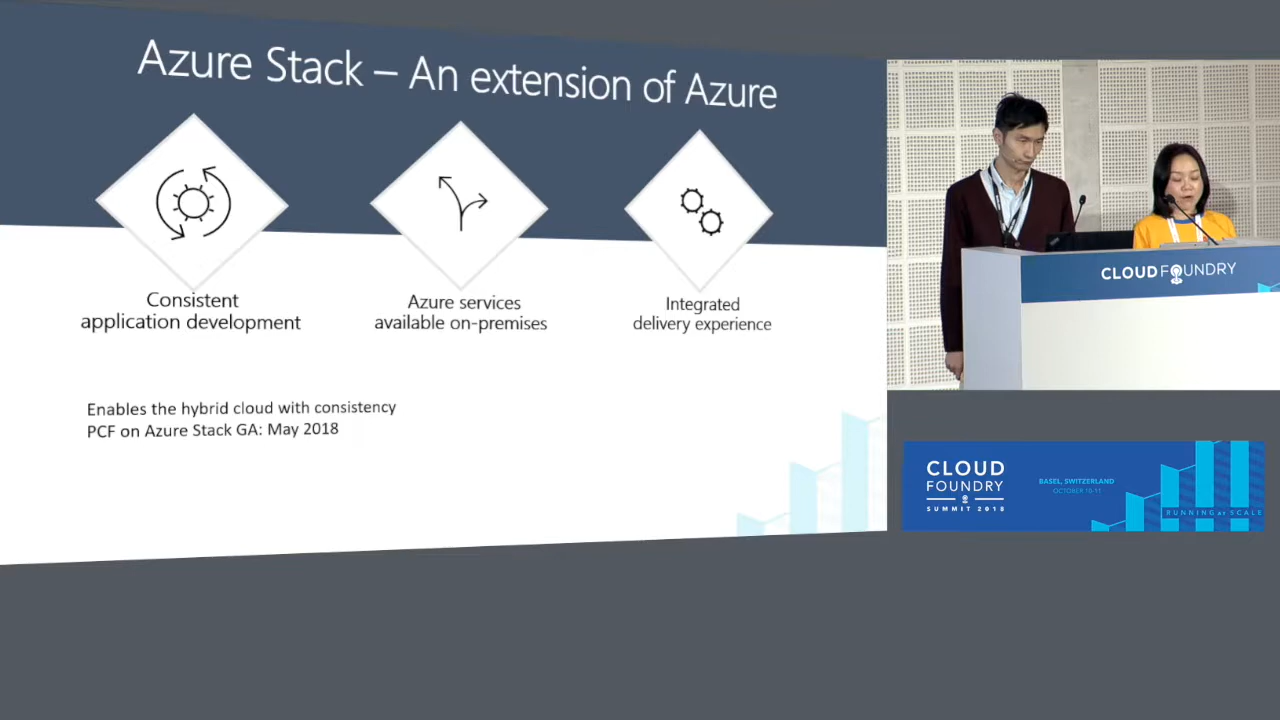 Azure Stack – An extension of Azure
Consistent
application development
Azure services
available on-premises
Integrated
delivery experience
Enables the hybrid cloud with consistency
PCF on Azure Stack GA: May 2018
CLOUD FOUNDRY
CLOUD
FOUNDRY
SUMMIT 2018
BASEL, SWITZERLAND
OCTOBER 10-11
RUNNING AT SCALE